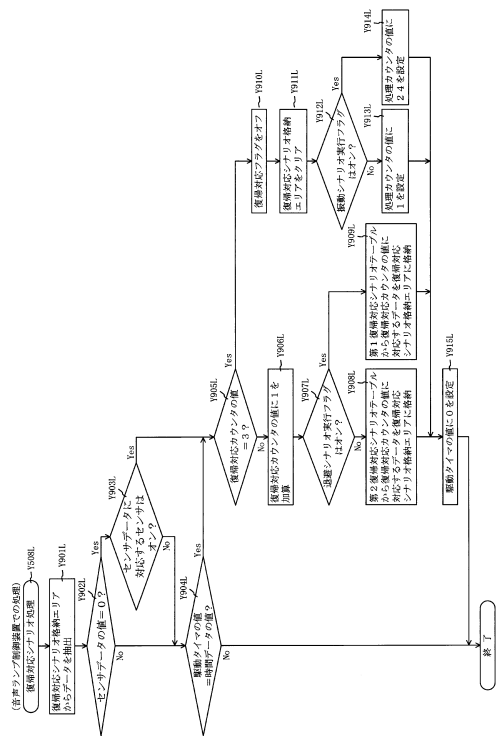 (音声ランプ制御装置での処理)
復帰対応シナリオ処理
Y508L
復帰対応シナリオ格納エリア
からデータを抽出
Y901L
センサデータの値=0?
Y902L
Yes
No
センサデータに
対応するセンサは
オン?
Y903L
Yes
No
駆動タイマの値
=時間データの値?
Y904L
Yes
No
復帰対応カウンタの値
=3?
Y905L
Yes
No
復帰対応カウンタの値に1を
加算
Y906L
退避シナリオ実行フラグ
はオン?
Y907L
Yes
No
第2復帰対応シナリオテーブル
から復帰対応カウンタの値に
対応するデータを復帰対応
シナリオ格納エリアに格納
Y908L
第1復帰対応シナリオテーブル
から復帰対応カウンタの値に
対応するデータを復帰対応
シナリオ格納エリアに格納
Y909L
復帰対応フラグをオフ
Y910L
復帰対応シナリオ格納
エリアをクリア
Y911L
振動シナリオ実行フラグ
はオン?
Y912L
Yes
No
処理カウンタの値に
1を設定
Y913L
処理カウンタの値に
24を設定
Y914L
駆動タイマの値に0を設定
Y915L
終了